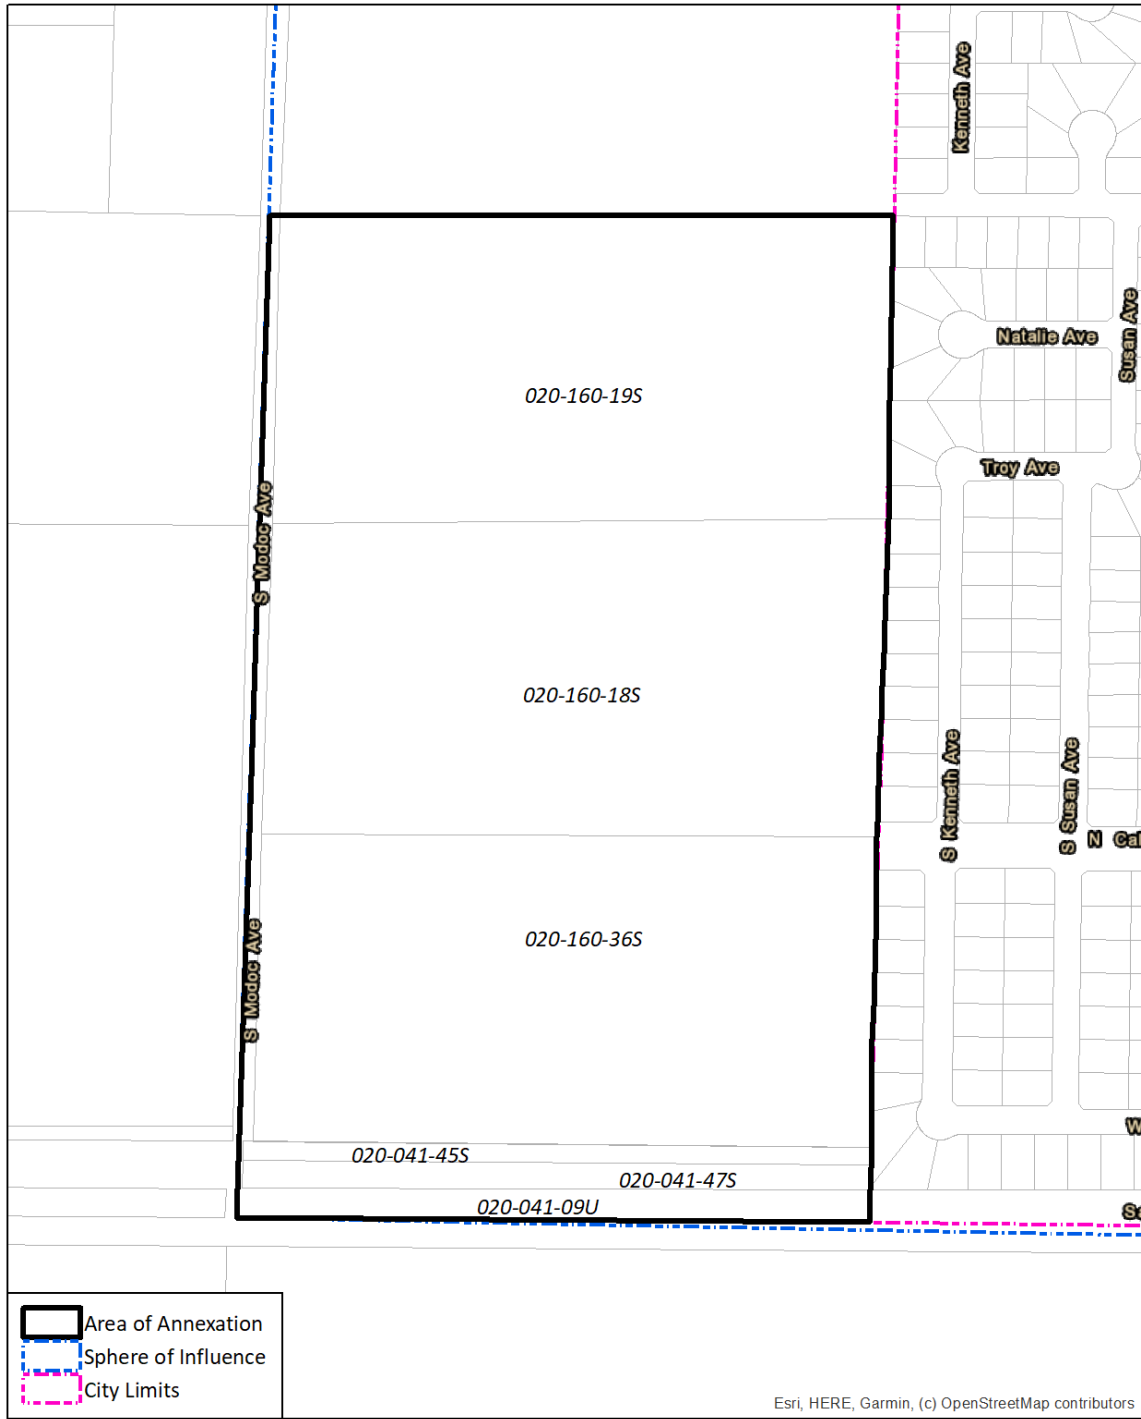 Kenneth Ave
Natalie Ave
Susan Ave
020-160-19S
Troy Ave
S Modoc Ave
020-160-18S
S Kenneth Ave
S Susan Ave
N Cal
020-160-36S
S Modoc Ave
W
020-041-45S
020-041-47S
020-041-09U
Area of Annexation
Sphere of Influence
City Limits
Esri, HERE, Garmin, (c) OpenStreetMap contributors